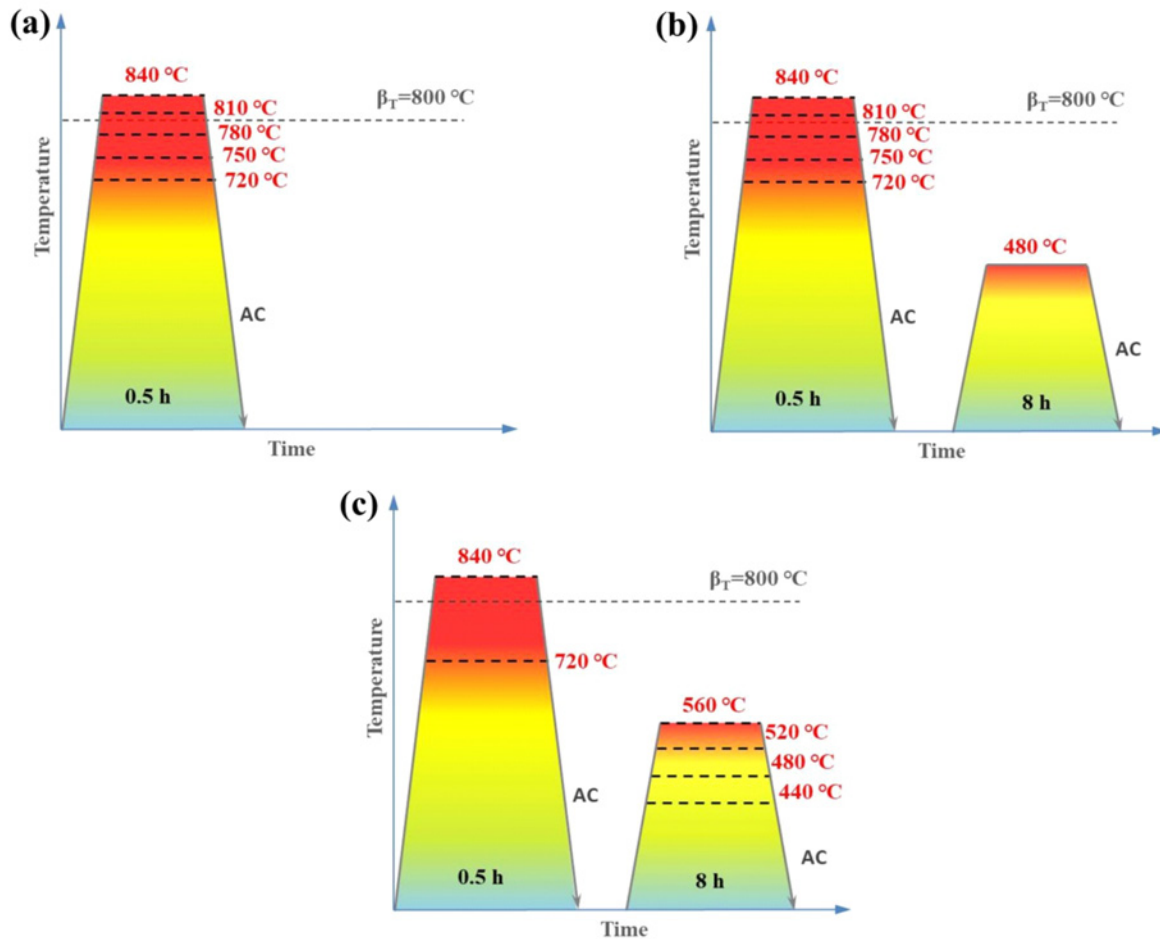 (a)
840 °C
βT=800 °C
810 °C
780 °C
750 °C
720 °C
Temperature
AC
0.5 h
Time
(b)
840 °C
βT=800 °C
810 °C
780 °C
750 °C
720 °C
480 °C
Temperature
AC
AC
0.5 h
8 h
Time
(c)
840 °C
βT=800 °C
720 °C
560 °C
520 °C
480 °C
440 °C
Temperature
AC
AC
0.5 h
8 h
Time